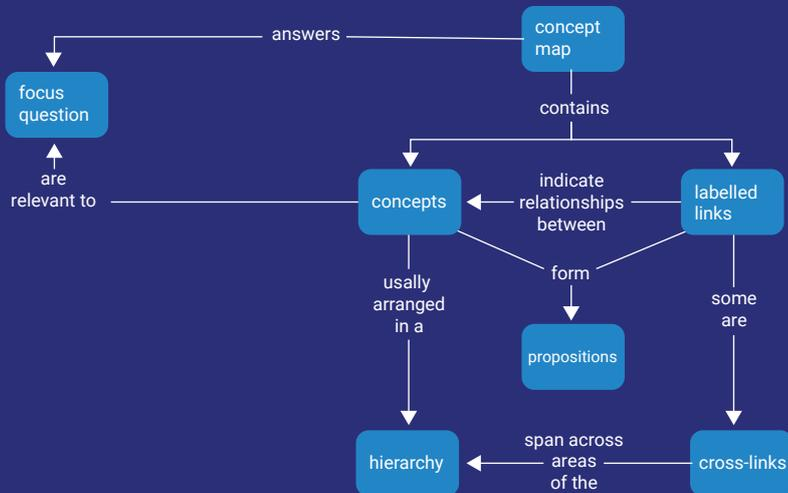 concept
map
answers
focus
question
contains
are
relevant to
concepts
indicate
relationships
between
labelled
links
usally
arranged
in a
form
some
are
propositions
hierarchy
span across
areas
of the
cross-links